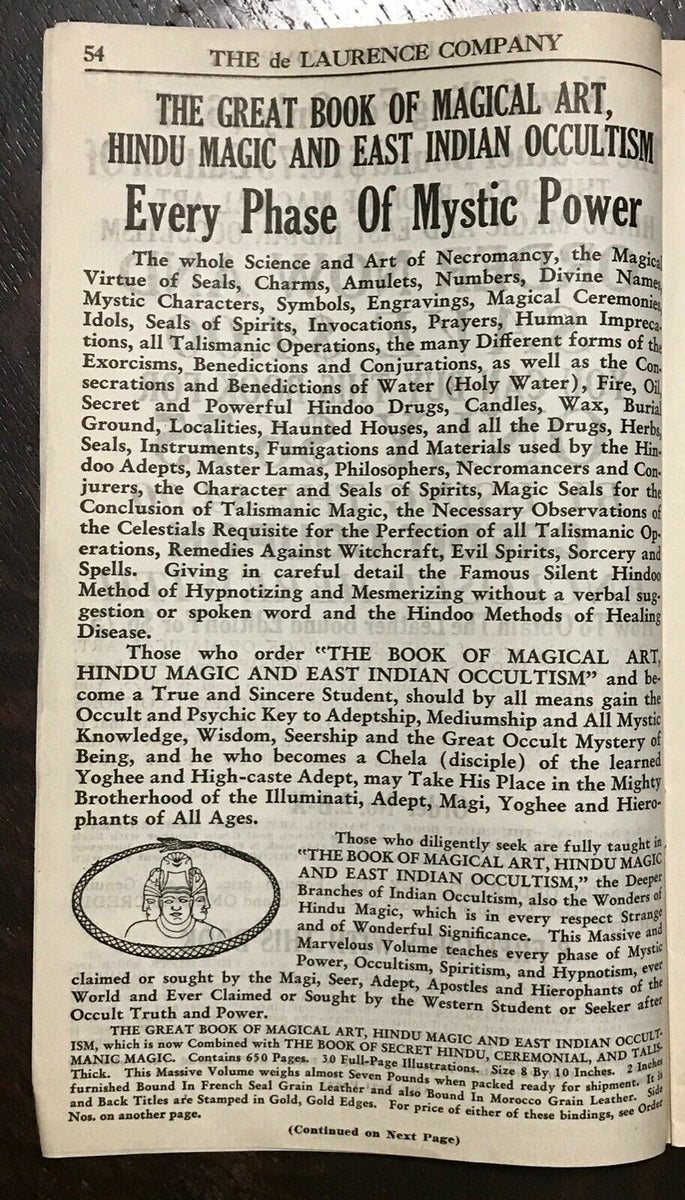 54
THE de LAURENCE COMPANY
THE GREAT BOOK OF MAGICAL ART,
HINDU MAGIC AND EAST INDIAN OCCULTISM
Every Phase Of Mystic Power
The whole Science and Art of Necromancy, the Magical
Virtue of Seals, Charms, Amulets, Numbers, Divine Names,
Mystic Characters, Symbols, Engravings, Magical Ceremonies,
Idols, Seals of Spirits, Invocations, Prayers, Human Impreca-
tions, all Talismanic Operations, the many Different forms of the
Exorcisms, Benedictions and Conjurations, as well as the Con-
secrations and Benedictions of Water (Holy Water), Fire, Oil,
Secret and Powerful Hindoo Drugs, Candles, Wax, Burial
Ground, Localities, Haunted Houses, and all the Drugs, Herbs,
Seals, Instruments, Fumigations and Materials used by the Hin-
doo Adepts, Master Lamas, Philosophers, Necromancers and Con-
jurers, the Character and Seals of Spirits, Magic Seals for the
Conclusion of Talismanic Magic, the Necessary Observations of
the Celestials Requisite for the Perfection of all Talismanic Op-
erations, Remedies Against Witchcraft, Evil Spirits, Sorcery and
Spells. Giving in careful detail the Famous Silent Hindoo
Method of Hypnotizing and Mesmerizing without a verbal sug-
gestion or spoken word and the Hindoo Methods of Healing
Disease.
Those who order "THE BOOK OF MAGICAL ART,
HINDU MAGIC AND EAST INDIAN OCCULTISM" and be-
come a True and Sincere Student, should by all means gain the
Occult and Psychic Key to Adeptship, Mediumship and All Mystic
Knowledge, Wisdom, Seership and the Great Occult Mystery of
Being, and he who becomes a Chela (disciple) of the learned
Yoghee and High-caste Adept, may Take His Place in the Mighty
Brotherhood of the Illuminati, Adept, Magi, Yoghee and Hiero-
phants of All Ages.
Those who diligently seek are fully taught in
"THE BOOK OF MAGICAL ART, HINDU MAGIC
AND EAST INDIAN OCCULTISM," the Deeper
Branches of Indian Occultism, also the Wonders of
Hindu Magic, which is in every respect Strange
and of Wonderful Significance. This Massive and
Marvelous Volume teaches every phase of Mystic
Power, Occultism, Spiritism, and Hypnotism, ever
claimed or sought by the Magi, Seer, Adept, Apostles and Hierophants of the
World and Ever Claimed or Sought by the Western Student or Seeker after
Occult Truth and Power.
THE GREAT BOOK OF MAGICAL ART, HINDU MAGIC AND EAST INDIAN OCCULT-
ISM, which is now Combined with THE BOOK OF SECRET HINDU, CEREMONIAL, AND TALIS-
MANIC MAGIC. Contains 650 Pages. 30 Full-Page Illustrations. Size 8 By 10 Inches. 2 Inches
Thick. This Massive Volume weighs almost Seven Pounds when packed ready for shipment. It is
furnished Bound In French Seal Grain Leather and also Bound In Morocco Grain Leather. Side
and Back Titles are Stamped in Gold, Gold Edges. For price of either of these bindings, see Order
Nos. on another page.
(Continued on Next Page)